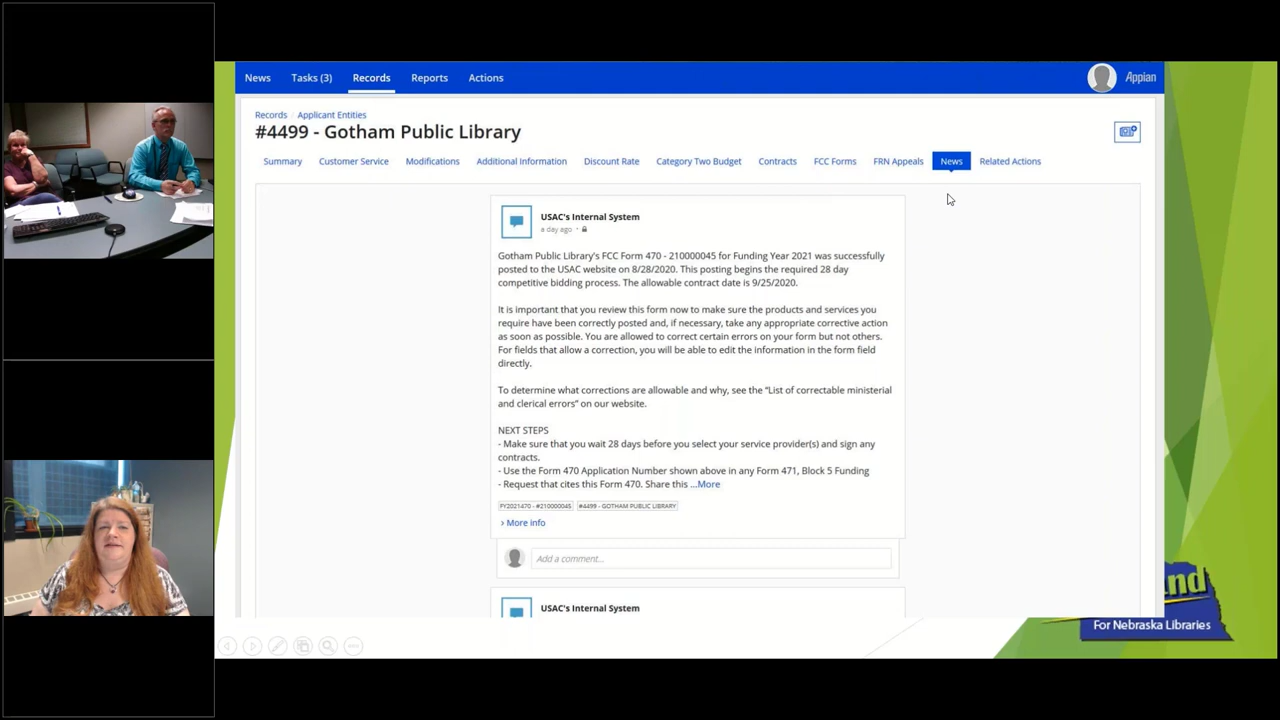 News Tasks (3) Records Reports Actions Appian
Records / Applicant Entities
#4499 - Gotham Public Library
Summary Customer Service Modifications Additional Information Discount Rate Category Two Budget Contracts FCC Forms FRN Appeals News Related Actions
USAC's Internal System
a day ago •
Gotham Public Library's FCC Form 470 - 210000045 for Funding Year 2021 was successfully
posted to the USAC website on 8/28/2020. This posting begins the required 28 day
competitive bidding process. The allowable contract date is 9/25/2020.
It is important that you review this form now to make sure the products and services you
require have been correctly posted and, if necessary, take any appropriate corrective action
as soon as possible. You are allowed to correct certain errors on your form but not others.
For fields that allow a correction, you will be able to edit the information in the form field
directly.
To determine what corrections are allowable and why, see the “List of correctable ministerial
and clerical errors” on our website.
NEXT STEPS
- Make sure that you wait 28 days before you select your service provider(s) and sign any
contracts.
- Use the Form 470 Application Number shown above in any Form 471, Block 5 Funding
- Request that cites this Form 470. Share this ...More
FY2021470 - #210000045 #4499 - GOTHAM PUBLIC LIBRARY
› More info
Add a comment...
USAC's Internal System
For Nebraska Libraries